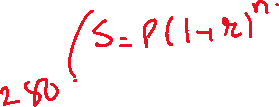 S = P(1+r)^n
280